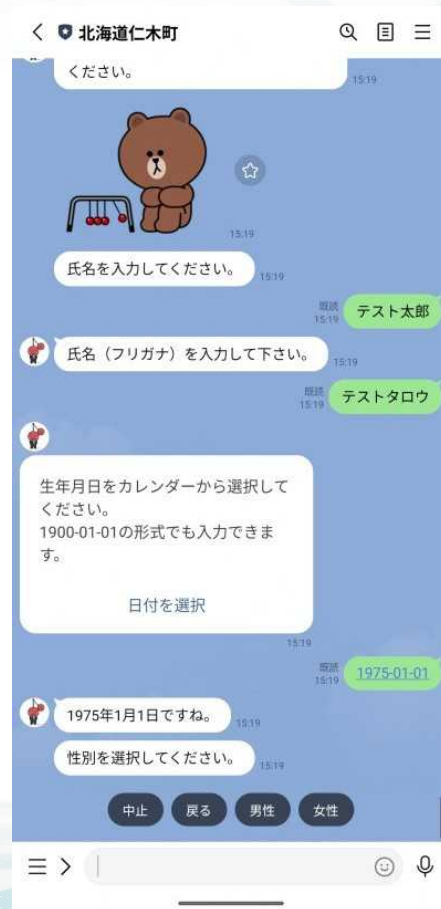 北海道仁木町
ください。
15:19
15:19
氏名を入力してください。
15:19
既読
15:19
テスト太郎
氏名（フリガナ）を入力して下さい。
15:19
既読
15:19
テストタロウ
生年月日をカレンダーから選択して
ください。
1900-01-01の形式でも入力できま
す。
日付を選択
15:19
既読
15:19
1975-01-01
1975年1月1日ですね。
15:19
性別を選択してください。
15:19
中止
戻る
男性
女性